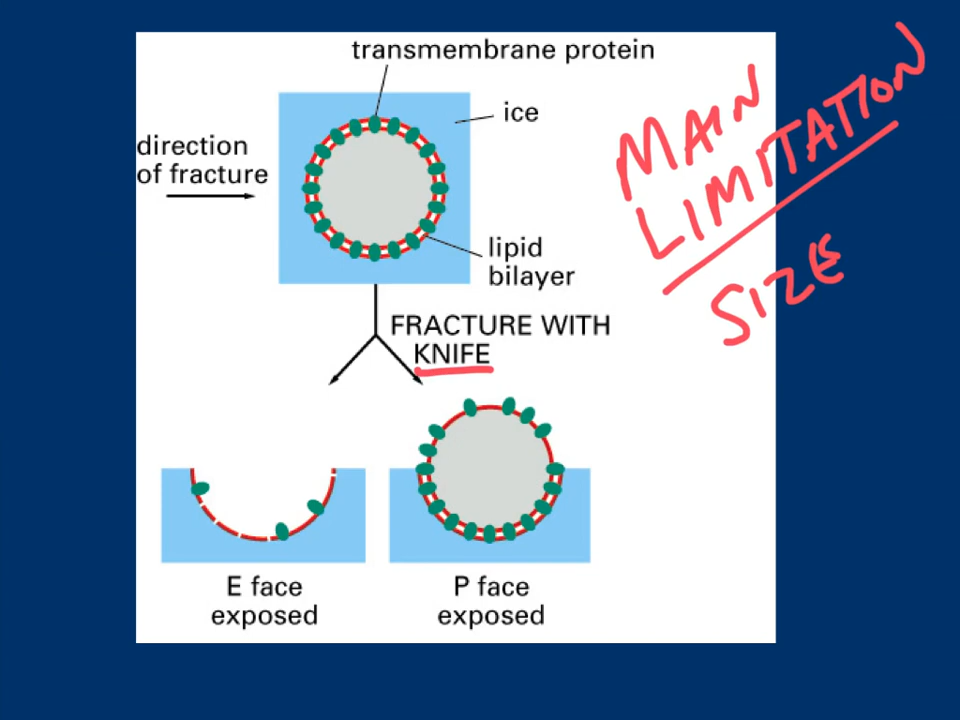 transmembrane protein
ice
direction
of fracture
lipid
bilayer
FRACTURE WITH
KNIFE
E face
exposed
P face
exposed
MAIN
LIMITATION
SIZE